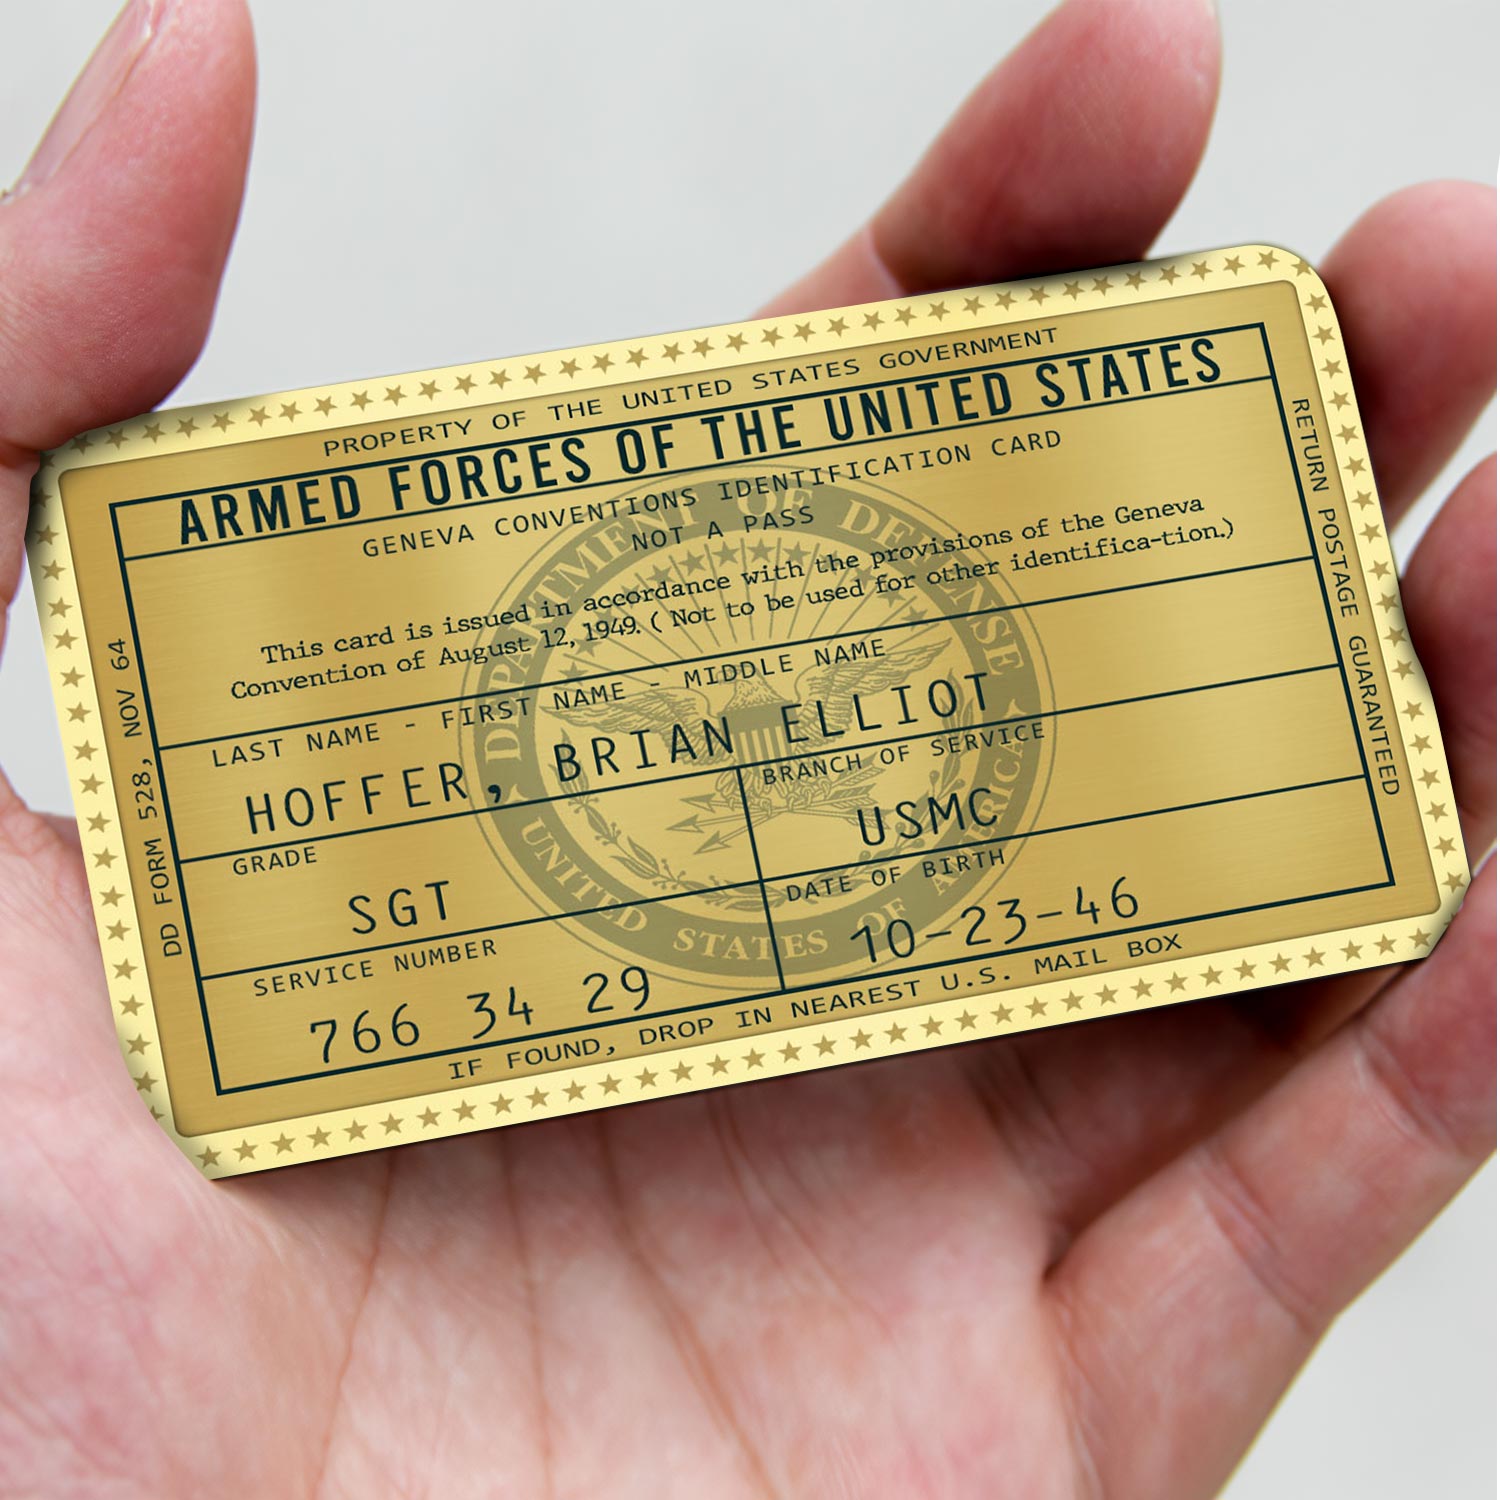 PROPERTY OF THE UNITED STATES GOVERNMENT
ARMED FORCES OF THE UNITED STATES
GENEVA CONVENTIONS IDENTIFICATION CARD
NOT A PASS
This card is issued in accordance with the provisions of the Geneva
Convention of August 12, 1949. ( Not to be used for other identifica-tion.)
LAST NAME - FIRST NAME - MIDDLE NAME
HOFFER, BRIAN ELLIOT
GRADE
SGT
BRANCH OF SERVICE
USMC
SERVICE NUMBER
766 34 29
DATE OF BIRTH
10-23-46
IF FOUND, DROP IN NEAREST U.S. MAIL BOX
DD FORM 528, NOV 64
RETURN POSTAGE GUARANTEED
DEPARTMENT OF DEFENSE
UNITED STATES OF AMERICA